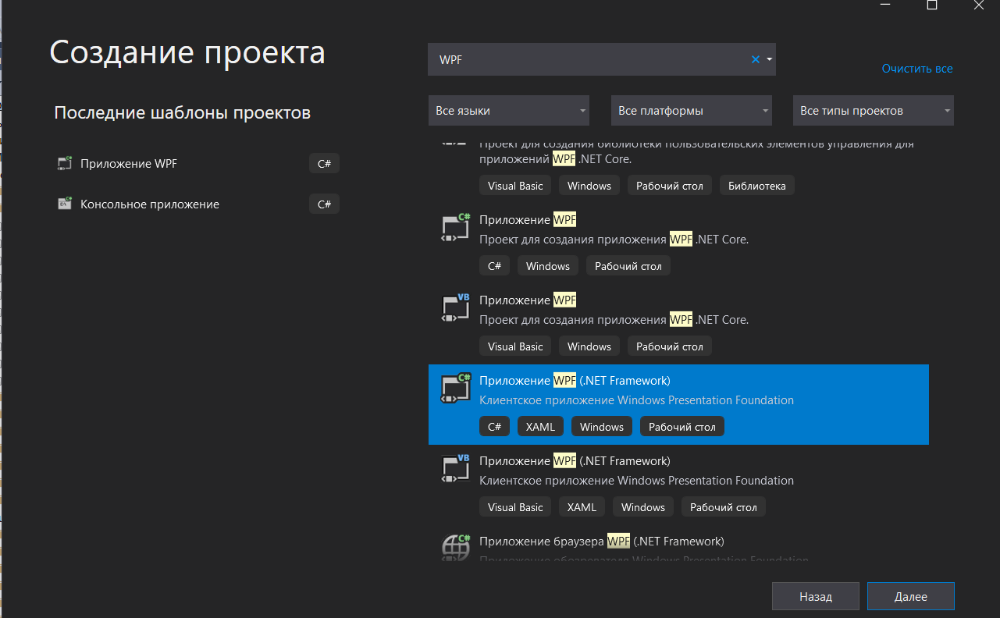 Создание проекта
Последние шаблоны проектов
Приложение WPF
C#
Консольное приложение
C#
WPF
Очистить все
Все языки
Все платформы
Все типы проектов
Проект для создания библиотеки пользовательских элементов управления для
приложений WPF .NET Core.
Visual Basic Windows Рабочий стол Библиотека
Приложение WPF
Проект для создания приложения WPF .NET Core.
C# Windows Рабочий стол
Приложение WPF
Проект для создания приложения WPF .NET Core.
Visual Basic Windows Рабочий стол
Приложение WPF (.NET Framework)
Клиентское приложение Windows Presentation Foundation
C# XAML Windows Рабочий стол
Приложение WPF (.NET Framework)
Клиентское приложение Windows Presentation Foundation
Visual Basic XAML Windows Рабочий стол
Приложение браузера WPF (.NET Framework)
Приложение обозревателя Windows Presentation Foundation
Назад
Далее